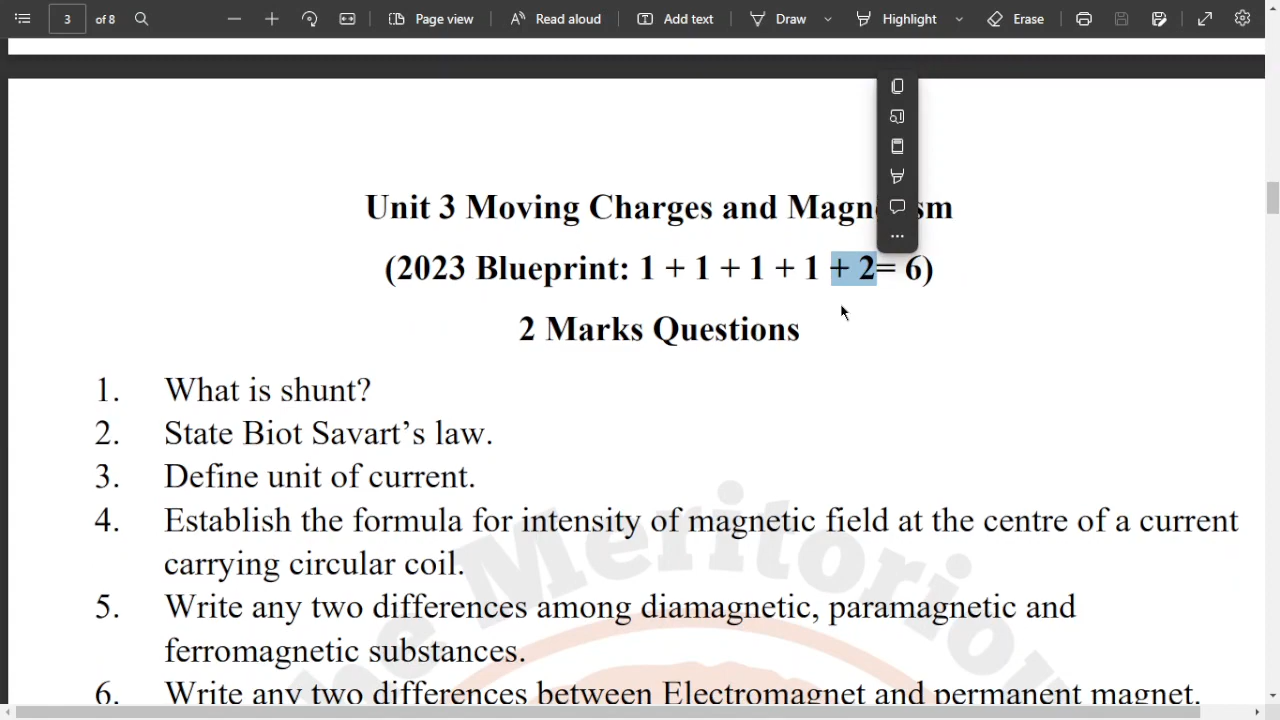 3 of 8 Page view Read aloud Add text Draw Highlight Erase
Unit 3 Moving Charges and Magn sm
(2023 Blueprint: 1 + 1 + 1 + 1 + 2= 6)
2 Marks Questions
1. What is shunt?
2. State Biot Savart’s law.
3. Define unit of current.
4. Establish the formula for intensity of magnetic field at the centre of a current
carrying circular coil.
5. Write any two differences among diamagnetic, paramagnetic and
ferromagnetic substances.
6. Write any two differences between Electromagnet and permanent magnet.
he Meritoriou